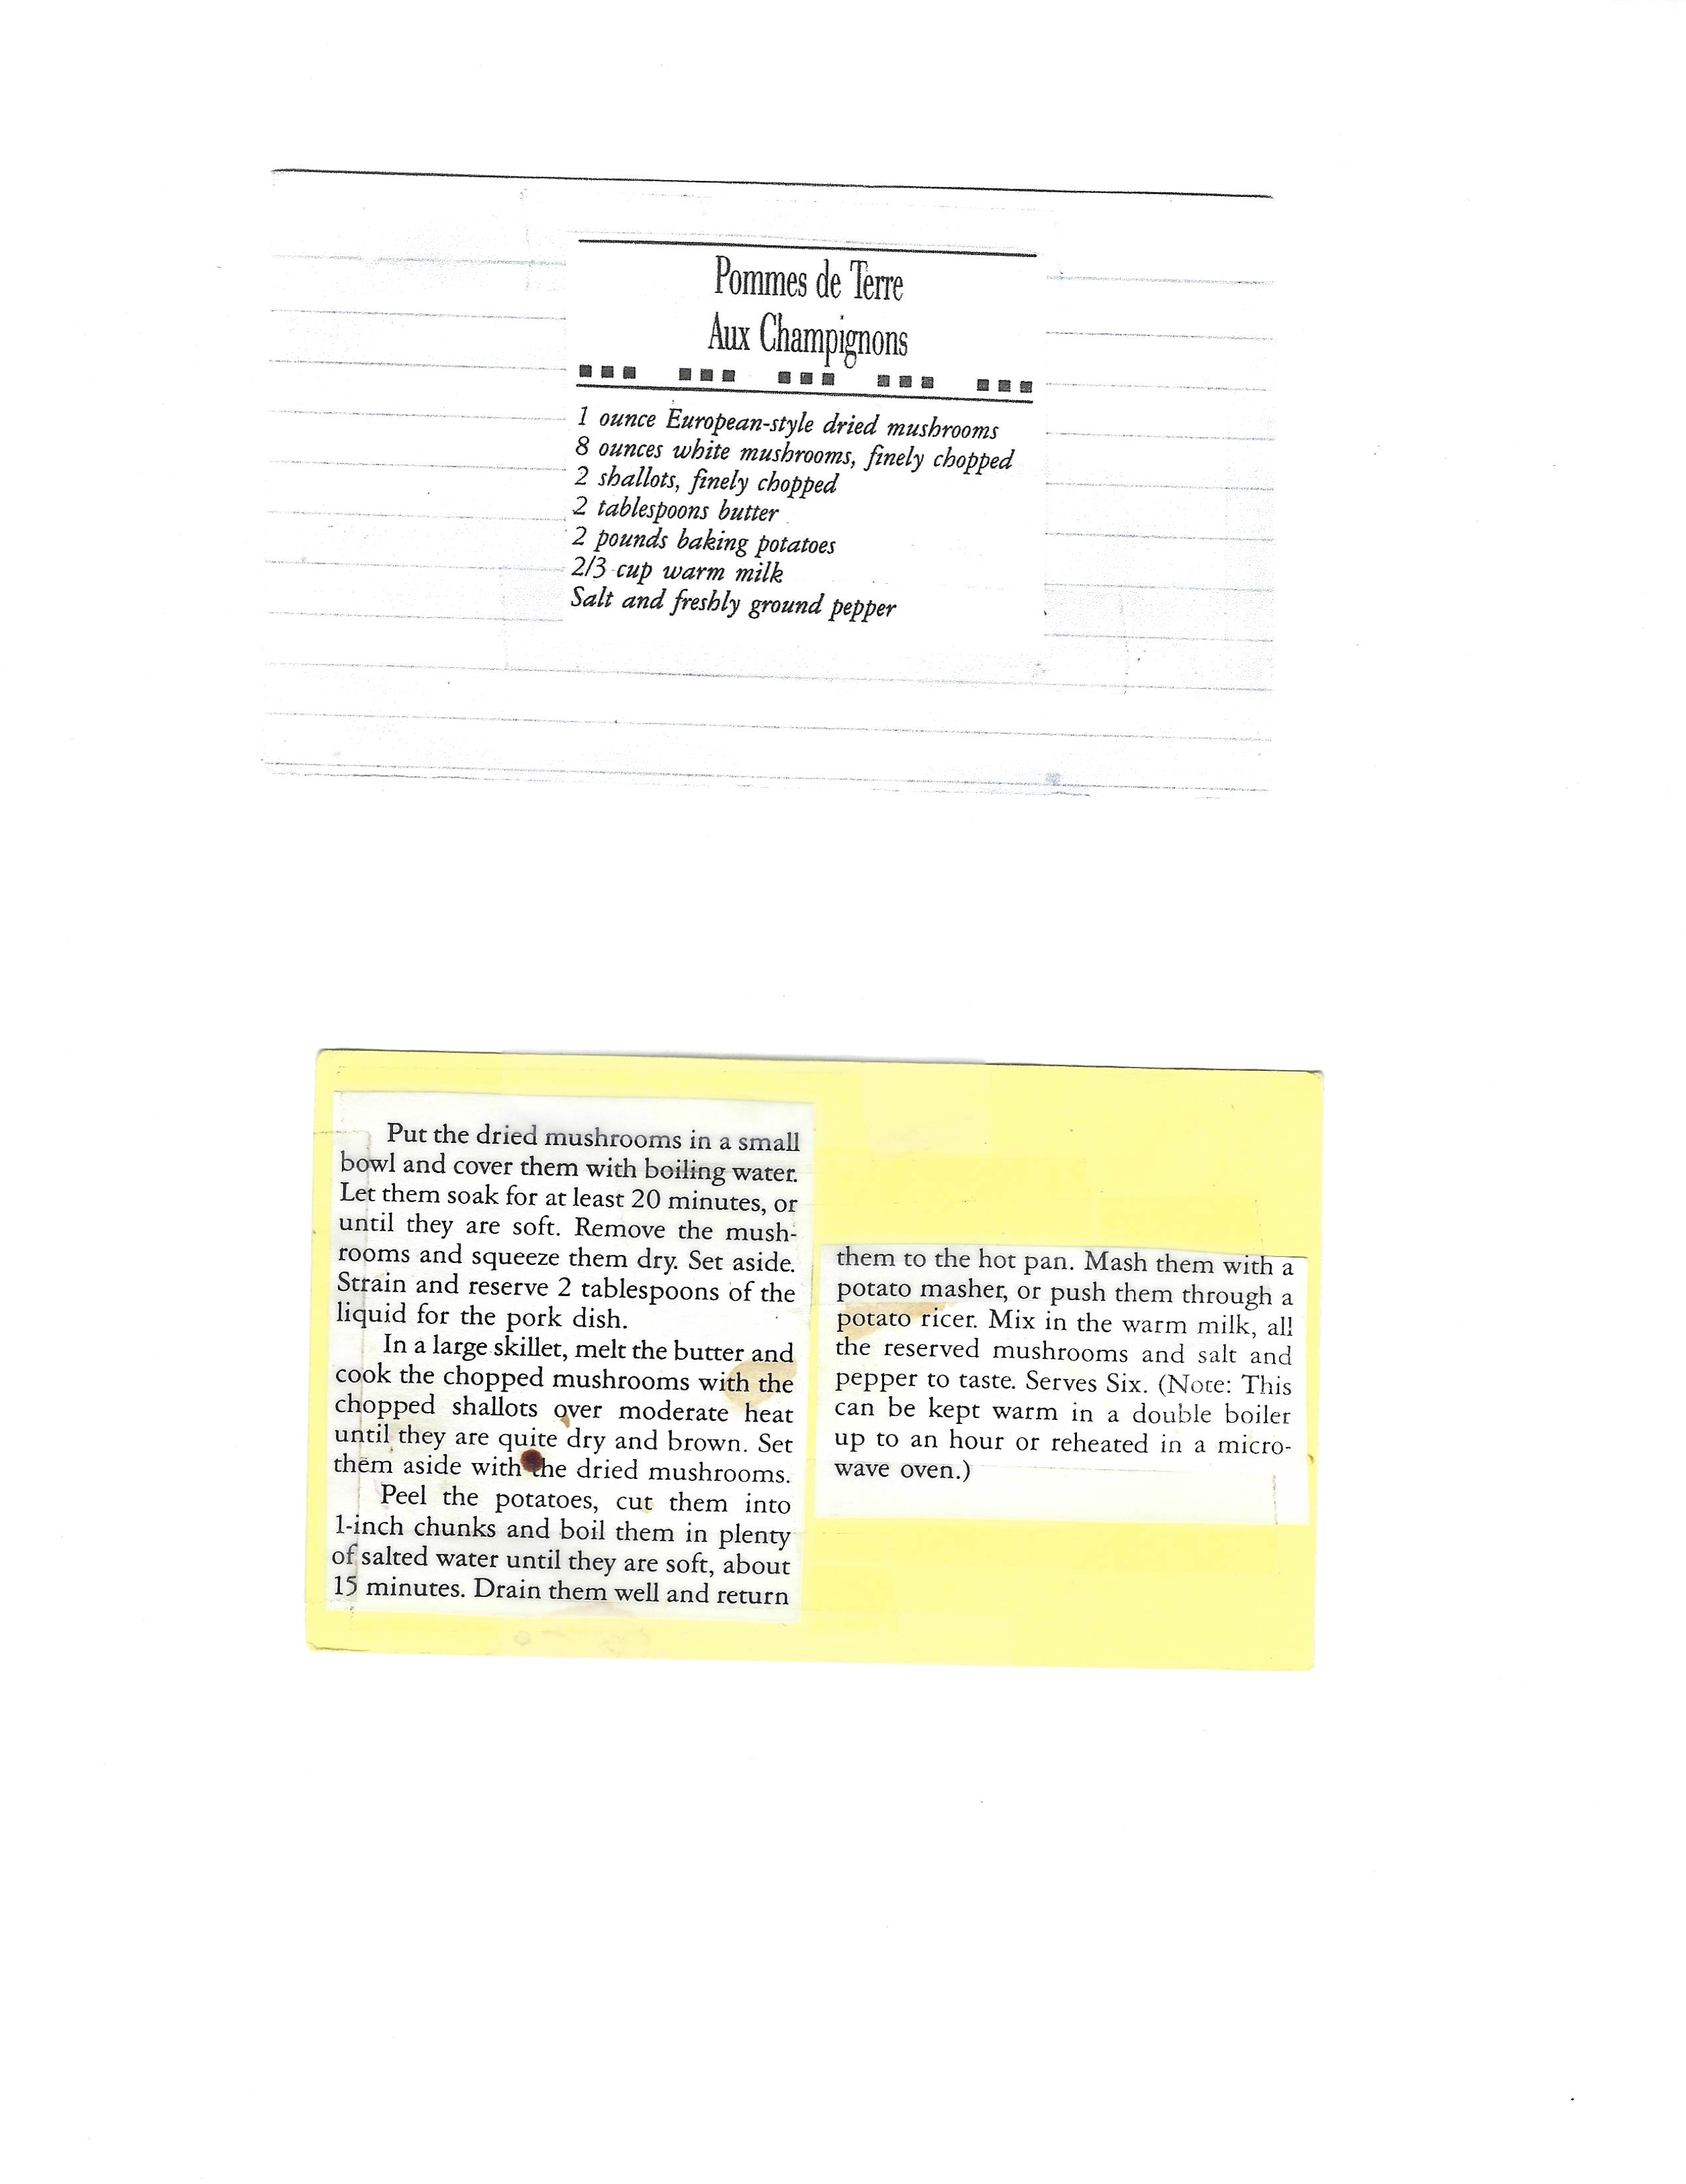 Pommes de Terre
Aux Champignons
1 ounce European-style dried mushrooms
8 ounces white mushrooms, finely chopped
2 shallots, finely chopped
2 tablespoons butter
2 pounds baking potatoes
2/3 cup warm milk
Salt and freshly ground pepper
Put the dried mushrooms in a small
bowl and cover them with boiling water.
Let them soak for at least 20 minutes, or
until they are soft. Remove the mush-
rooms and squeeze them dry. Set aside.
Strain and reserve 2 tablespoons of the
liquid for the pork dish.
In a large skillet, melt the butter and
cook the chopped mushrooms with the
chopped shallots over moderate heat
until they are quite dry and brown. Set
them aside with the dried mushrooms.
Peel the potatoes, cut them into
1-inch chunks and boil them in plenty
of salted water until they are soft, about
15 minutes. Drain them well and return
them to the hot pan. Mash them with a
potato masher, or push them through a
potato ricer. Mix in the warm milk, all
the reserved mushrooms and salt and
pepper to taste. Serves Six. (Note: This
can be kept warm in a double boiler
up to an hour or reheated in a micro-
wave oven.)